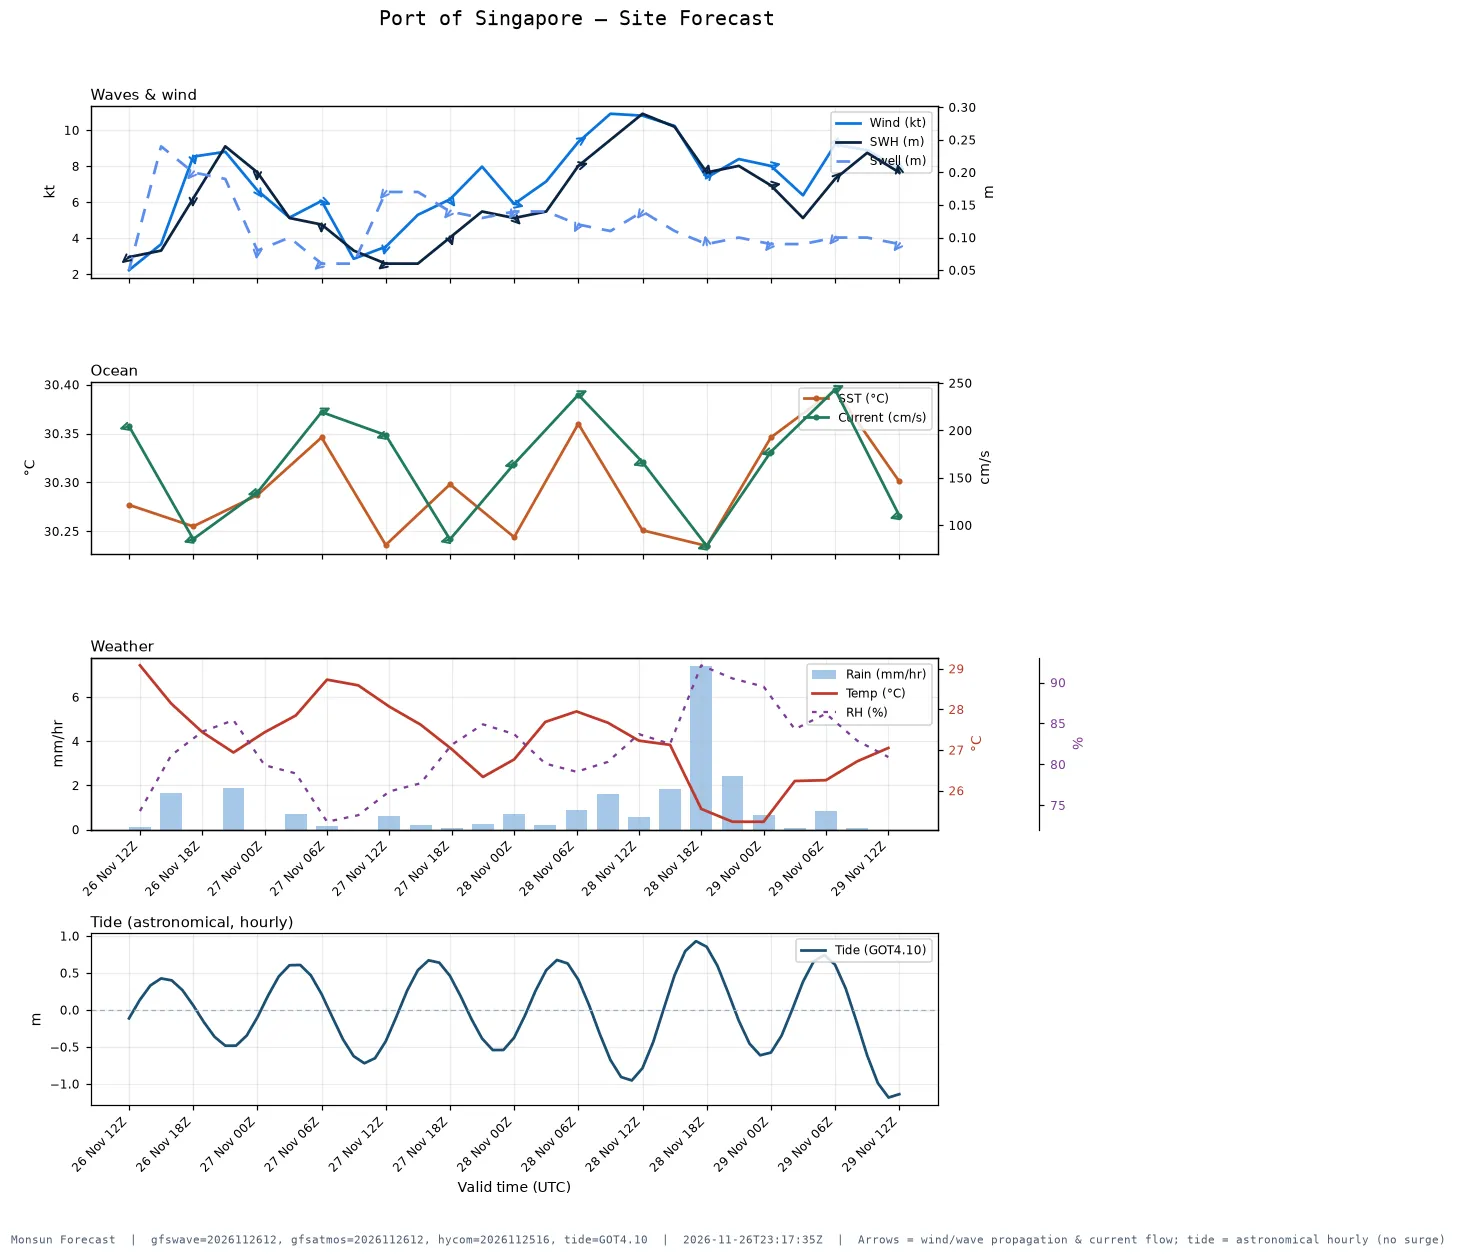 Port of Singapore — Site Forecast
Waves & wind
10
8
6
4
2
kt
0.30
0.25
0.20
0.15
0.10
0.05
m
Wind (kt)
SWH (m)
Swell (m)
Ocean
30.40
30.35
30.30
30.25
°C
250
200
150
100
cm/s
SST (°C)
Current (cm/s)
Weather
6
4
2
0
mm/hr
29
28
27
26
°C
90
85
80
75
%
Rain (mm/hr)
Temp (°C)
RH (%)
26 Nov 12Z
26 Nov 18Z
27 Nov 00Z
27 Nov 06Z
27 Nov 12Z
27 Nov 18Z
28 Nov 00Z
28 Nov 06Z
28 Nov 12Z
28 Nov 18Z
29 Nov 00Z
29 Nov 06Z
29 Nov 12Z
Tide (astronomical, hourly)
1.0
0.5
0.0
−0.5
−1.0
m
Tide (GOT4.10)
26 Nov 12Z
26 Nov 18Z
27 Nov 00Z
27 Nov 06Z
27 Nov 12Z
27 Nov 18Z
28 Nov 00Z
28 Nov 06Z
28 Nov 12Z
28 Nov 18Z
29 Nov 00Z
29 Nov 06Z
29 Nov 12Z
Valid time (UTC)
Monsun Forecast | gfswave=2026112612, gfsatmos=2026112612, hycom=2026112516, tide=GOT4.10 | 2026-11-26T23:17:35Z | Arrows = wind/wave propagation & current flow; tide = astronomical hourly (no surge)